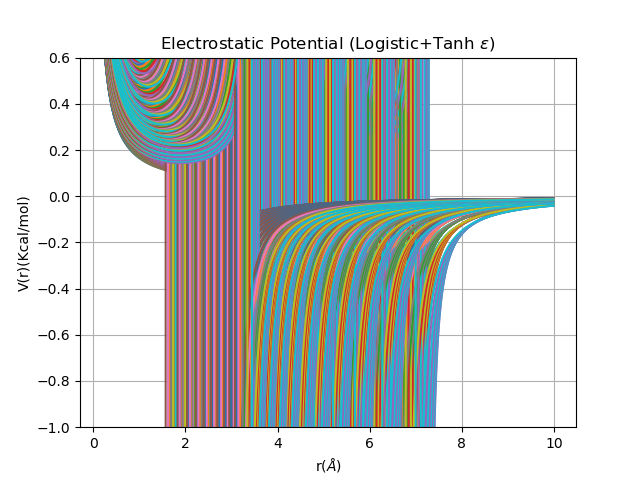 Electrostatic Potential (Logistic+Tanh ε)
V(r)(Kcal/mol)
0.6
0.4
0.2
0.0
−0.2
−0.4
−0.6
−0.8
−1.0
0 2 4 6 8 10
r(Å)